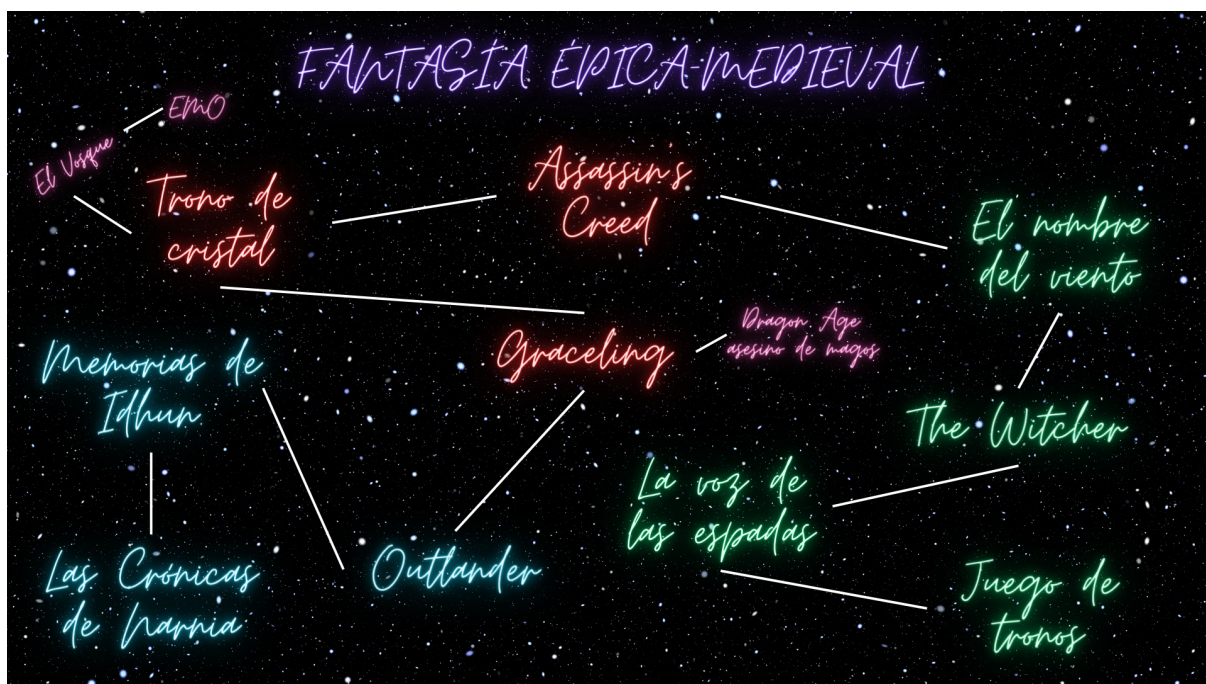 FANTASÍA ÉPICA-MEDIEVAL
EMO
El Vosque
Trono de
cristal
Assassin's
Creed
El nombre
del viento
Memorias de
Idhun
Graceling
Dragon Age
asesino de magos
The Witcher
La voz de
las espadas
Las Crónicas
de Narnia
Outlander
Juego de
tronos